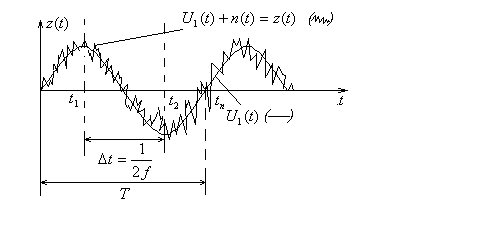 z(t)
U₁(t) + n(t) = z(t) ( )
t₁
t₂
tₙ
t
U₁(t) (—)
Δt = 1/2f
T